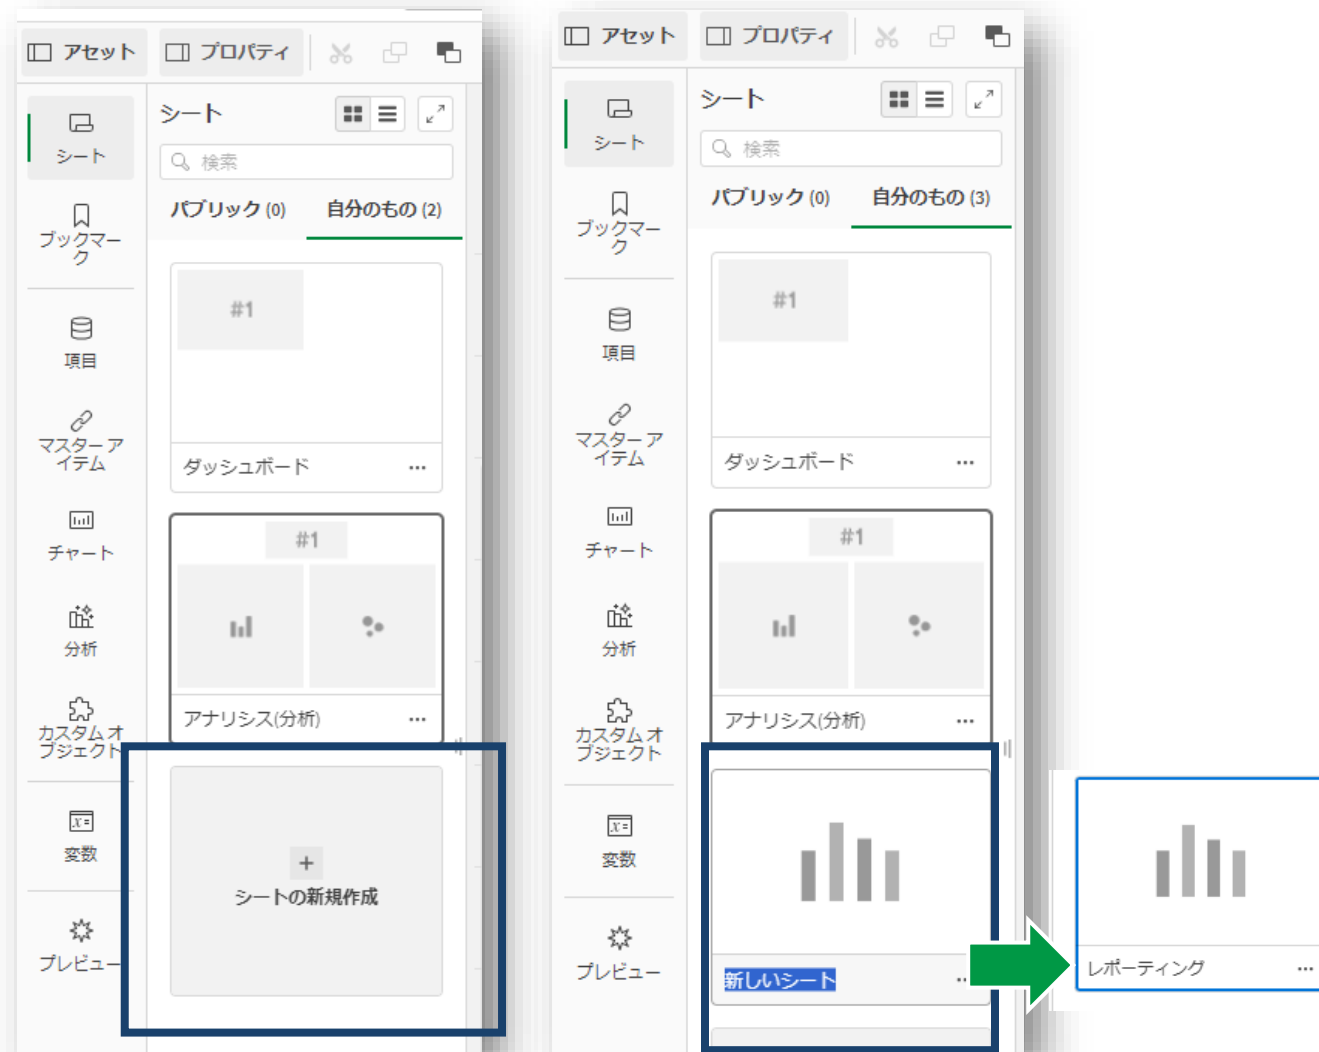 アセット
プロパティ
シート
ブックマー
ク
項目
マスター ア
イテム
チャート
分析
カスタム オ
ブジェクト
変数
プレビュー
シート
検索
パブリック (0)
自分のもの (2)
#1
ダッシュボード
...
#1
アナリシス(分析)
...
+
シートの新規作成
アセット
プロパティ
シート
ブックマー
ク
項目
マスター ア
イテム
チャート
分析
カスタム オ
ブジェクト
変数
プレビュー
シート
検索
パブリック (0)
自分のもの (3)
#1
ダッシュボード
...
#1
アナリシス(分析)
...
新しいシート
レポーティング
...